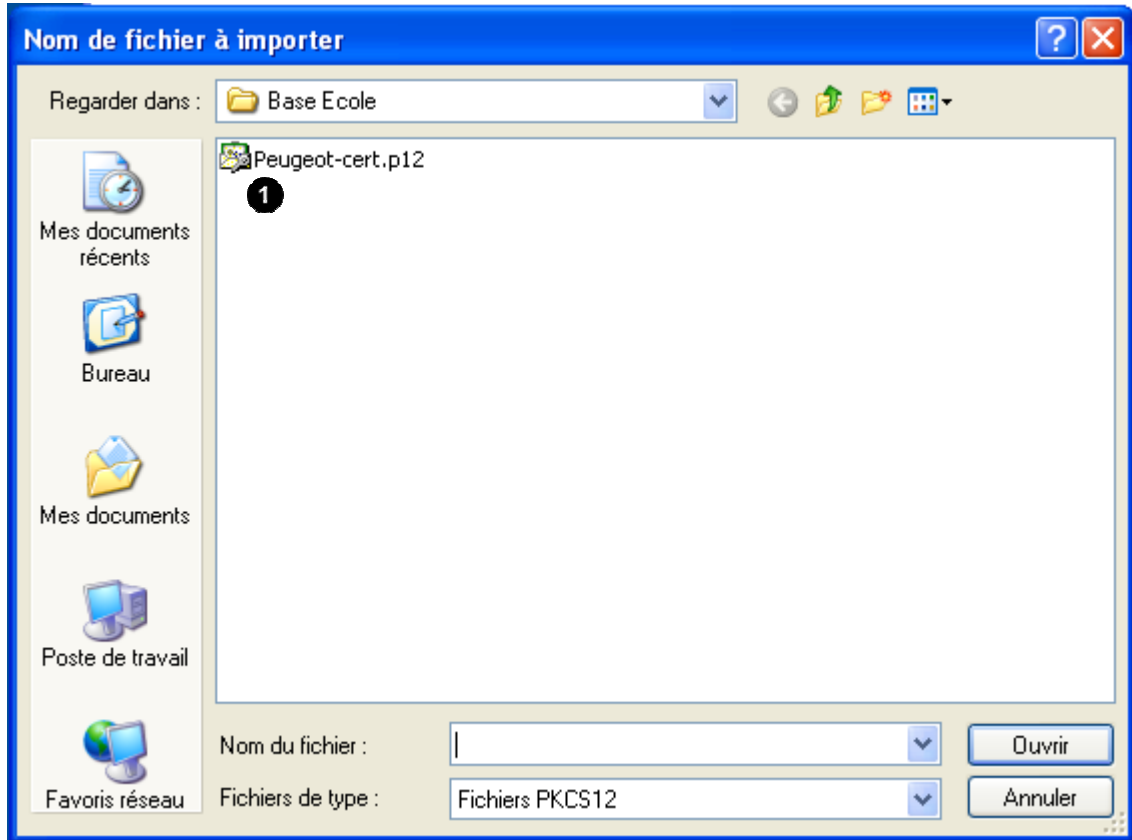 Nom de fichier à importer
Regarder dans :
Base Ecole
Peugeot-cert.p12
1
Mes documents
récents
Bureau
Mes documents
Poste de travail
Favoris réseau
Nom du fichier :
Ouvrir
Fichiers de type :
Fichiers PKCS12
Annuler